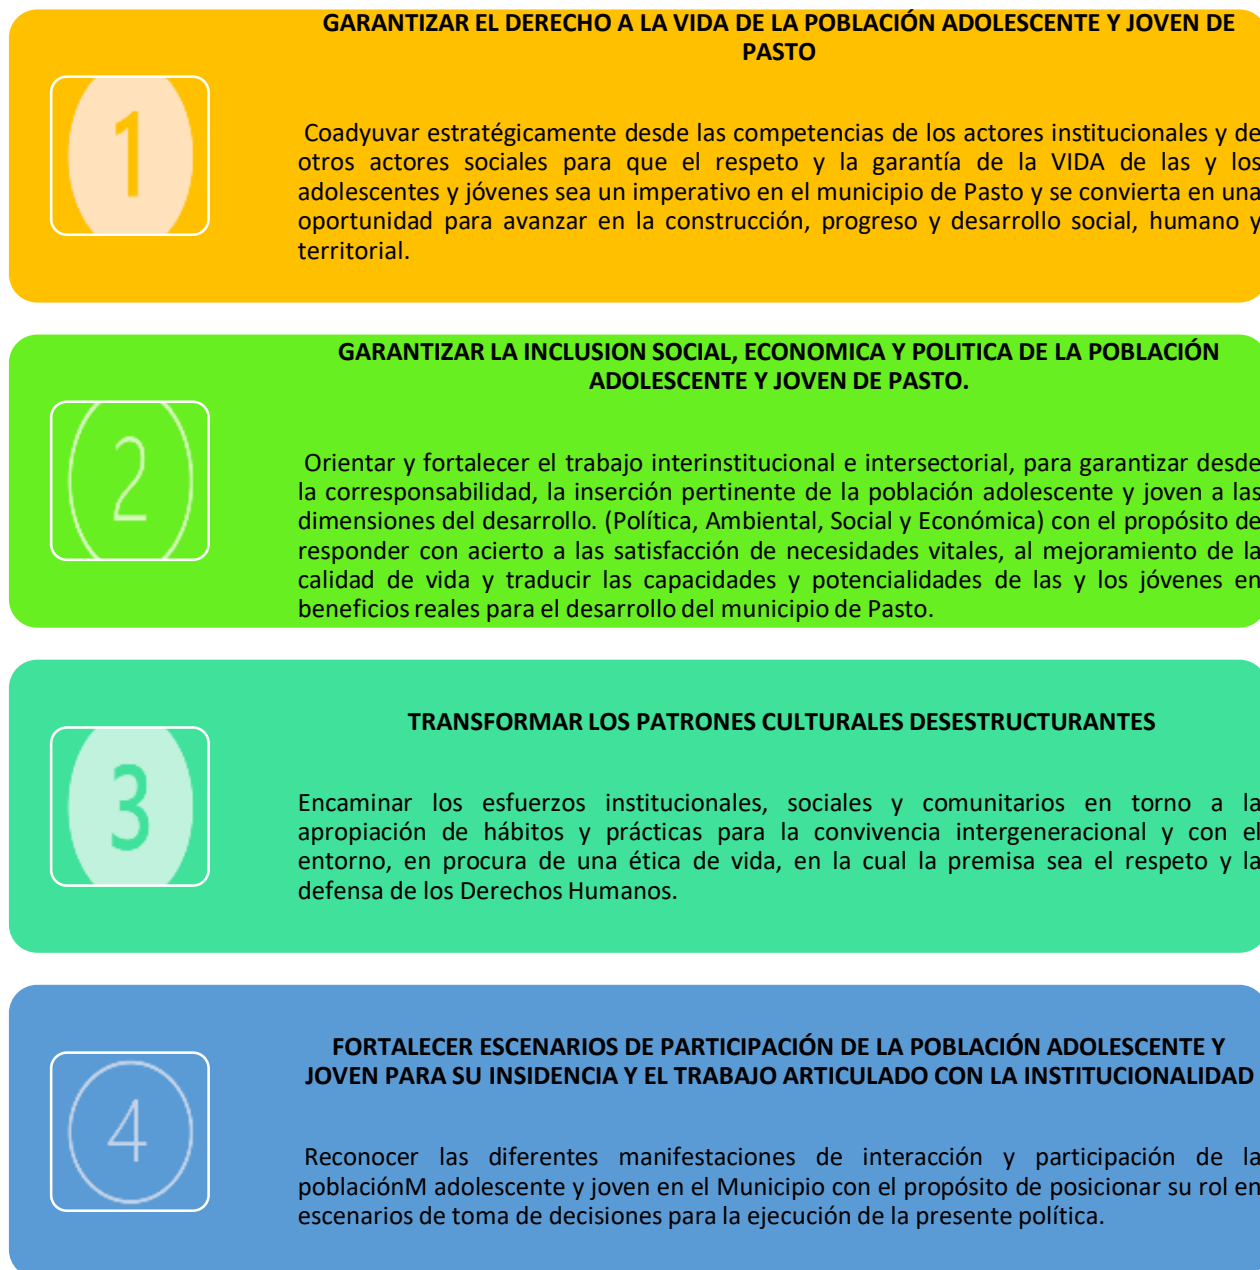 GARANTIZAR EL DERECHO A LA VIDA DE LA POBLACIÓN ADOLESCENTE Y JOVEN DE
PASTO
1
Coadyuvar estratégicamente desde las competencias de los actores institucionales y de
otros actores sociales para que el respeto y la garantía de la VIDA de las y los
adolescentes y jóvenes sea un imperativo en el municipio de Pasto y se convierta en una
oportunidad para avanzar en la construcción, progreso y desarrollo social, humano y
territorial.
GARANTIZAR LA INCLUSION SOCIAL, ECONOMICA Y POLITICA DE LA POBLACIÓN
ADOLESCENTE Y JOVEN DE PASTO.
2
Orientar y fortalecer el trabajo interinstitucional e intersectorial, para garantizar desde
la corresponsabilidad, la inserción pertinente de la población adolescente y joven a las
dimensiones del desarrollo. (Política, Ambiental, Social y Económica) con el propósito de
responder con acierto a las satisfacción de necesidades vitales, al mejoramiento de la
calidad de vida y traducir las capacidades y potencialidades de las y los jóvenes en
beneficios reales para el desarrollo del municipio de Pasto.
TRANSFORMAR LOS PATRONES CULTURALES DESESTRUCTURANTES
3
Encaminar los esfuerzos institucionales, sociales y comunitarios en torno a la
apropiación de hábitos y prácticas para la convivencia intergeneracional y con el
entorno, en procura de una ética de vida, en la cual la premisa sea el respeto y la
defensa de los Derechos Humanos.
FORTALECER ESCENARIOS DE PARTICIPACIÓN DE LA POBLACIÓN ADOLESCENTE Y
JOVEN PARA SU INSIDENCIA Y EL TRABAJO ARTICULADO CON LA INSTITUCIONALIDAD
4
Reconocer las diferentes manifestaciones de interacción y participación de la
poblaciónM adolescente y joven en el Municipio con el propósito de posicionar su rol en
escenarios de toma de decisiones para la ejecución de la presente política.